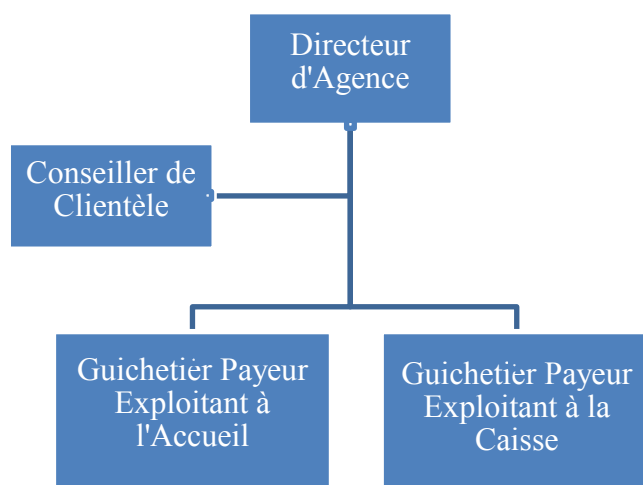 Directeur
d'Agence
Conseiller de
Clientèle
Guichetier Payeur
Exploitant à
l'Accueil
Guichetier Payeur
Exploitant à la
Caisse